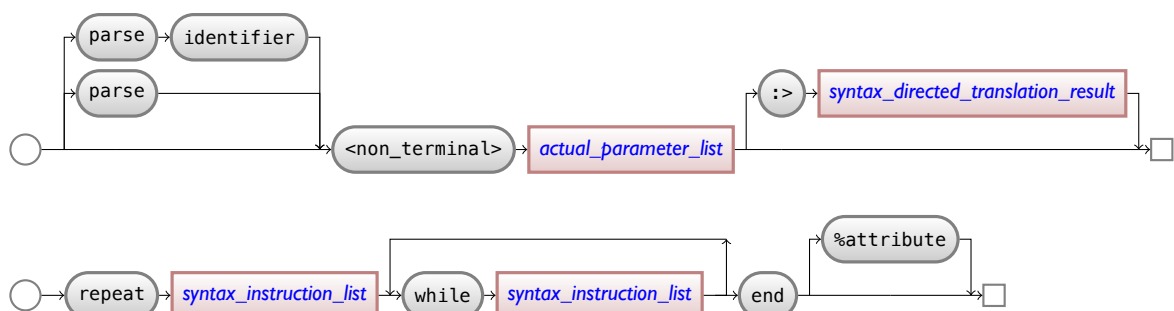 parse identifier
parse :> syntax_directed_translation_result
<non_terminal> actual_parameter_list
%attribute
repeat syntax_instruction_list while syntax_instruction_list end